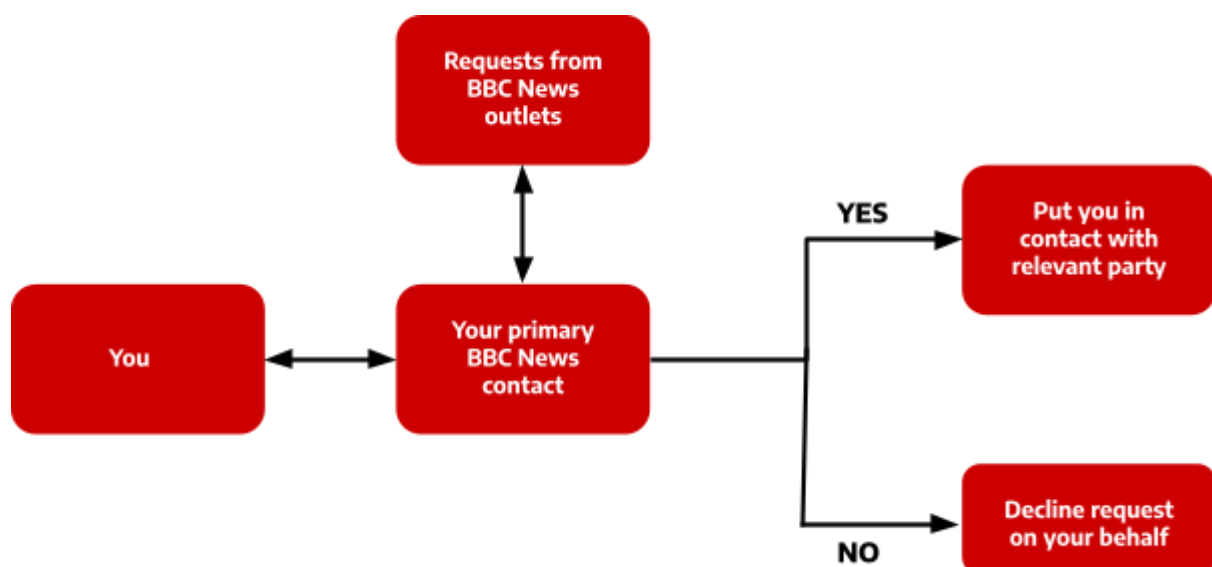 Requests from
BBC News
outlets
YES
Put you in
contact with
relevant party
You
Your primary
BBC News
contact
Decline request
on your behalf
NO